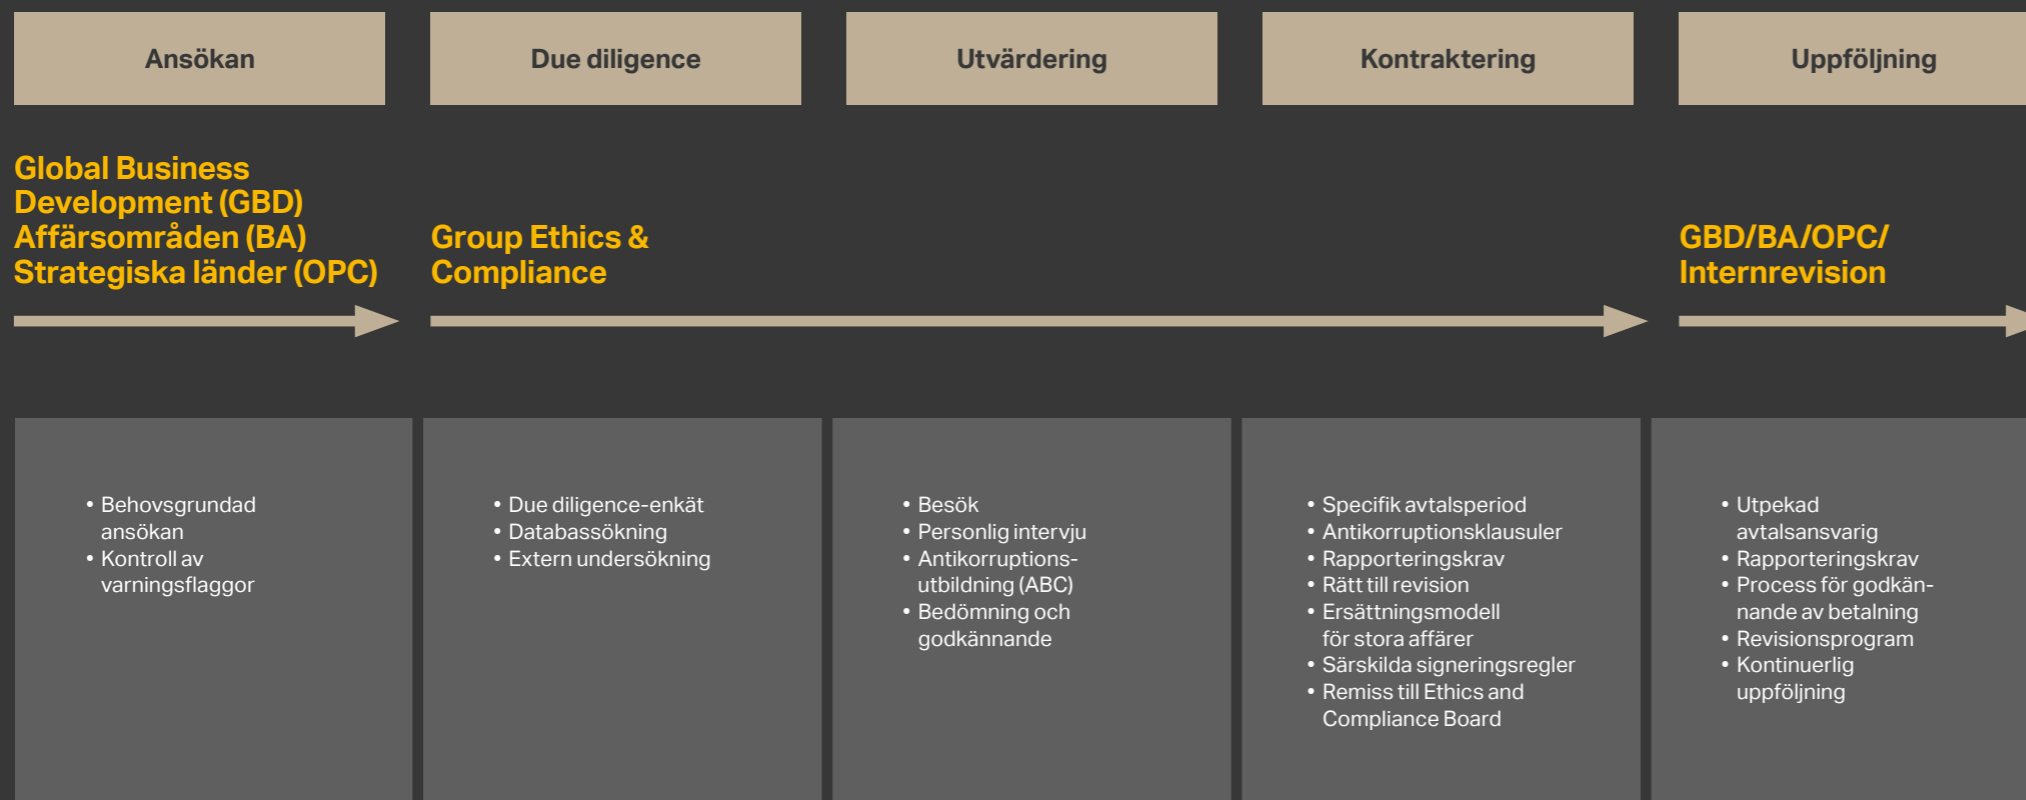 Ansökan
Due diligence
Utvärdering
Kontraktering
Uppföljning
Global Business
Development (GBD)
Affärsområden (BA)
Strategiska länder (OPC)
Group Ethics &
Compliance
GBD/BA/OPC/
Internrevision
• Behovsgrundad
ansökan
• Kontroll av
varningsflaggor
• Due diligence-enkät
• Databassökning
• Extern undersökning
• Besök
• Personlig intervju
• Antikorruptions-
utbildning (ABC)
• Bedömning och
godkännande
• Specifik avtalsperiod
• Antikorruptionsklausuler
• Rapporteringskrav
• Rätt till revision
• Ersättningsmodell
för stora affärer
• Särskilda signeringsregler
• Remiss till Ethics and
Compliance Board
• Utpekad
avtalsansvarig
• Rapporteringskrav
• Process för godkän-
nande av betalning
• Revisionsprogram
• Kontinuerlig
uppföljning